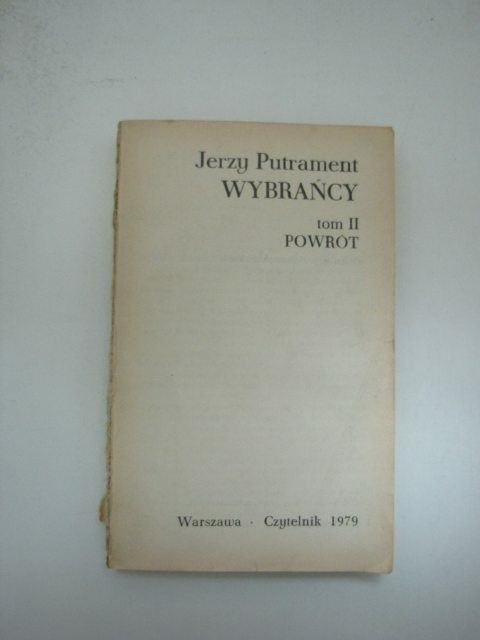 Jerzy Putrament
WYBRAŃCY
tom II
POWRÓT
Warszawa · Czytelnik 1979